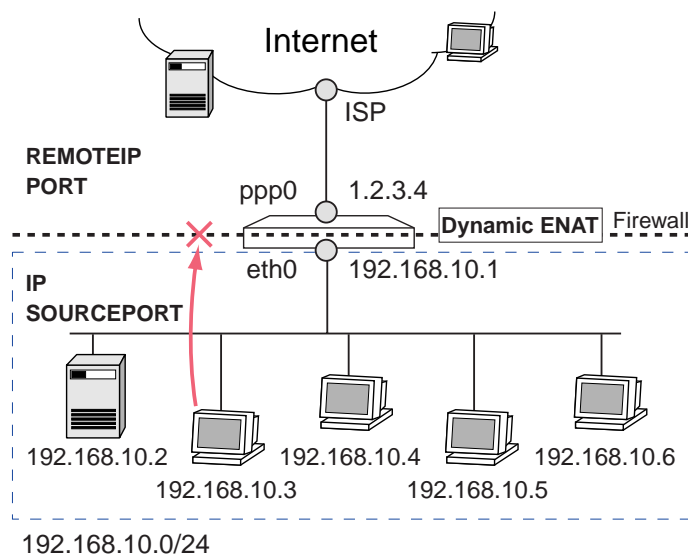 Internet
ISP
REMOTEIP
PORT
ppp0
1.2.3.4
Dynamic ENAT
Firewall
eth0
192.168.10.1
IP
SOURCEPORT
192.168.10.2
192.168.10.3
192.168.10.4
192.168.10.5
192.168.10.6
192.168.10.0/24